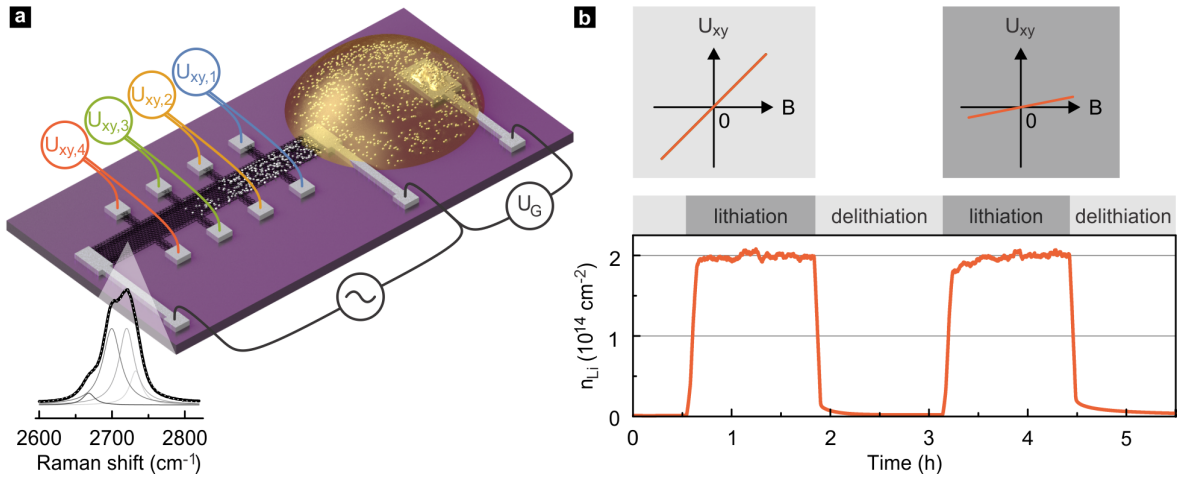 a
U_xy,1
U_xy,2
U_xy,3
U_xy,4
U_G
2600 2700 2800
Raman shift (cm⁻¹)
b
U_xy
B
0
U_xy
B
0
lithiation delithiation lithiation delithiation
n_Li (10¹⁴ cm⁻²)
2
1
0
0 1 2 3 4 5
Time (h)